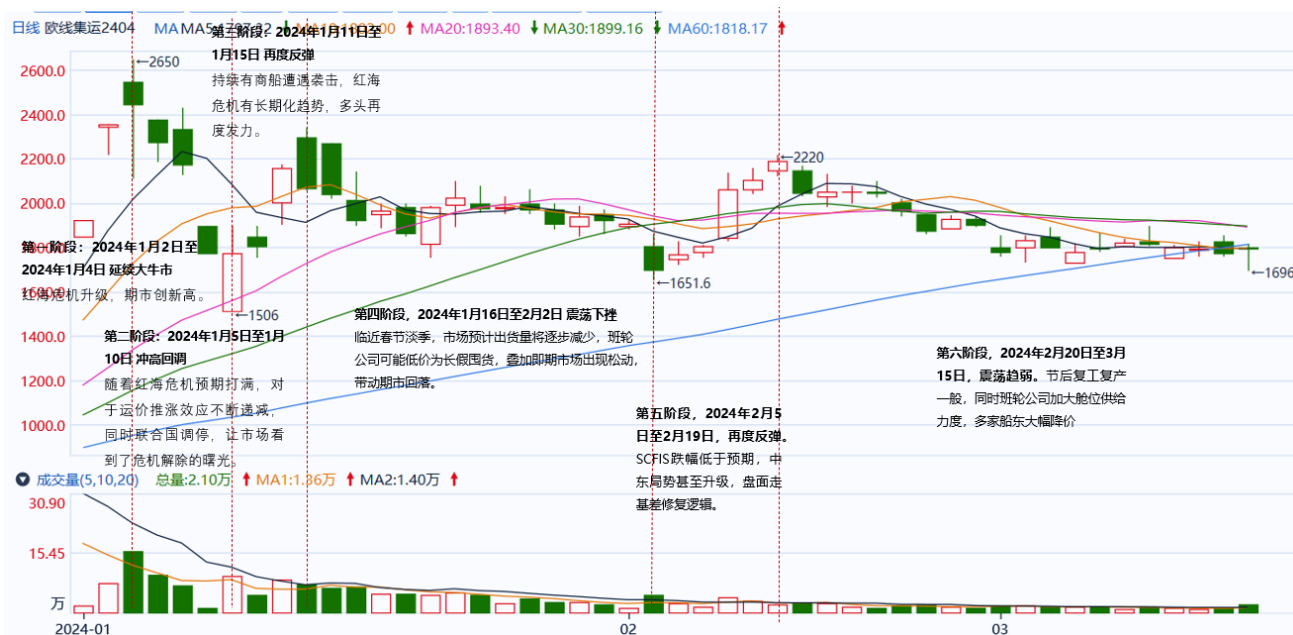 日线 欧线集运2404 MA MA5:1797.32 MA10:1803.00 MA20:1893.40 MA30:1899.16 MA60:1818.17
第三阶段，2024年1月11日至
1月15日 再度反弹
持续有商船遭遇袭击，红海
危机有长期化趋势，多头再
度发力。
2600.0
2400.0
2200.0
2000.0
1800.0
1600.0
1400.0
1200.0
1000.0
2650
1506
1651.6
2220
1696
第一阶段：2024年1月2日至
2024年1月4日 延续大牛市
红海危机升级，期市创新高。
第二阶段：2024年1月5日至1月
10日 冲高回调
随着红海危机预期打满，对
于运价推涨效应不断递减，
同时联合国调停，让市场看
到了危机解除的曙光。
第四阶段，2024年1月16日至2月2日 震荡下挫
临近春节淡季，市场预计出货量将逐步减少，班轮
公司可能低价为长假囤货，叠加即期市场出现松动，
带动期市回落。
第五阶段，2024年2月5
日至2月19日，再度反弹。
SCFIS跌幅低于预期，中
东局势甚至升级，盘面走
基差修复逻辑。
第六阶段，2024年2月20日至3月
15日，震荡趋弱。节后复工复产
一般，同时班轮公司加大舱位供给
力度，多家船东大幅降价
成交量(5,10,20) 总量:2.10万 MA1:1.36万 MA2:1.40万
30.90
15.45
万
2024-01
02
03